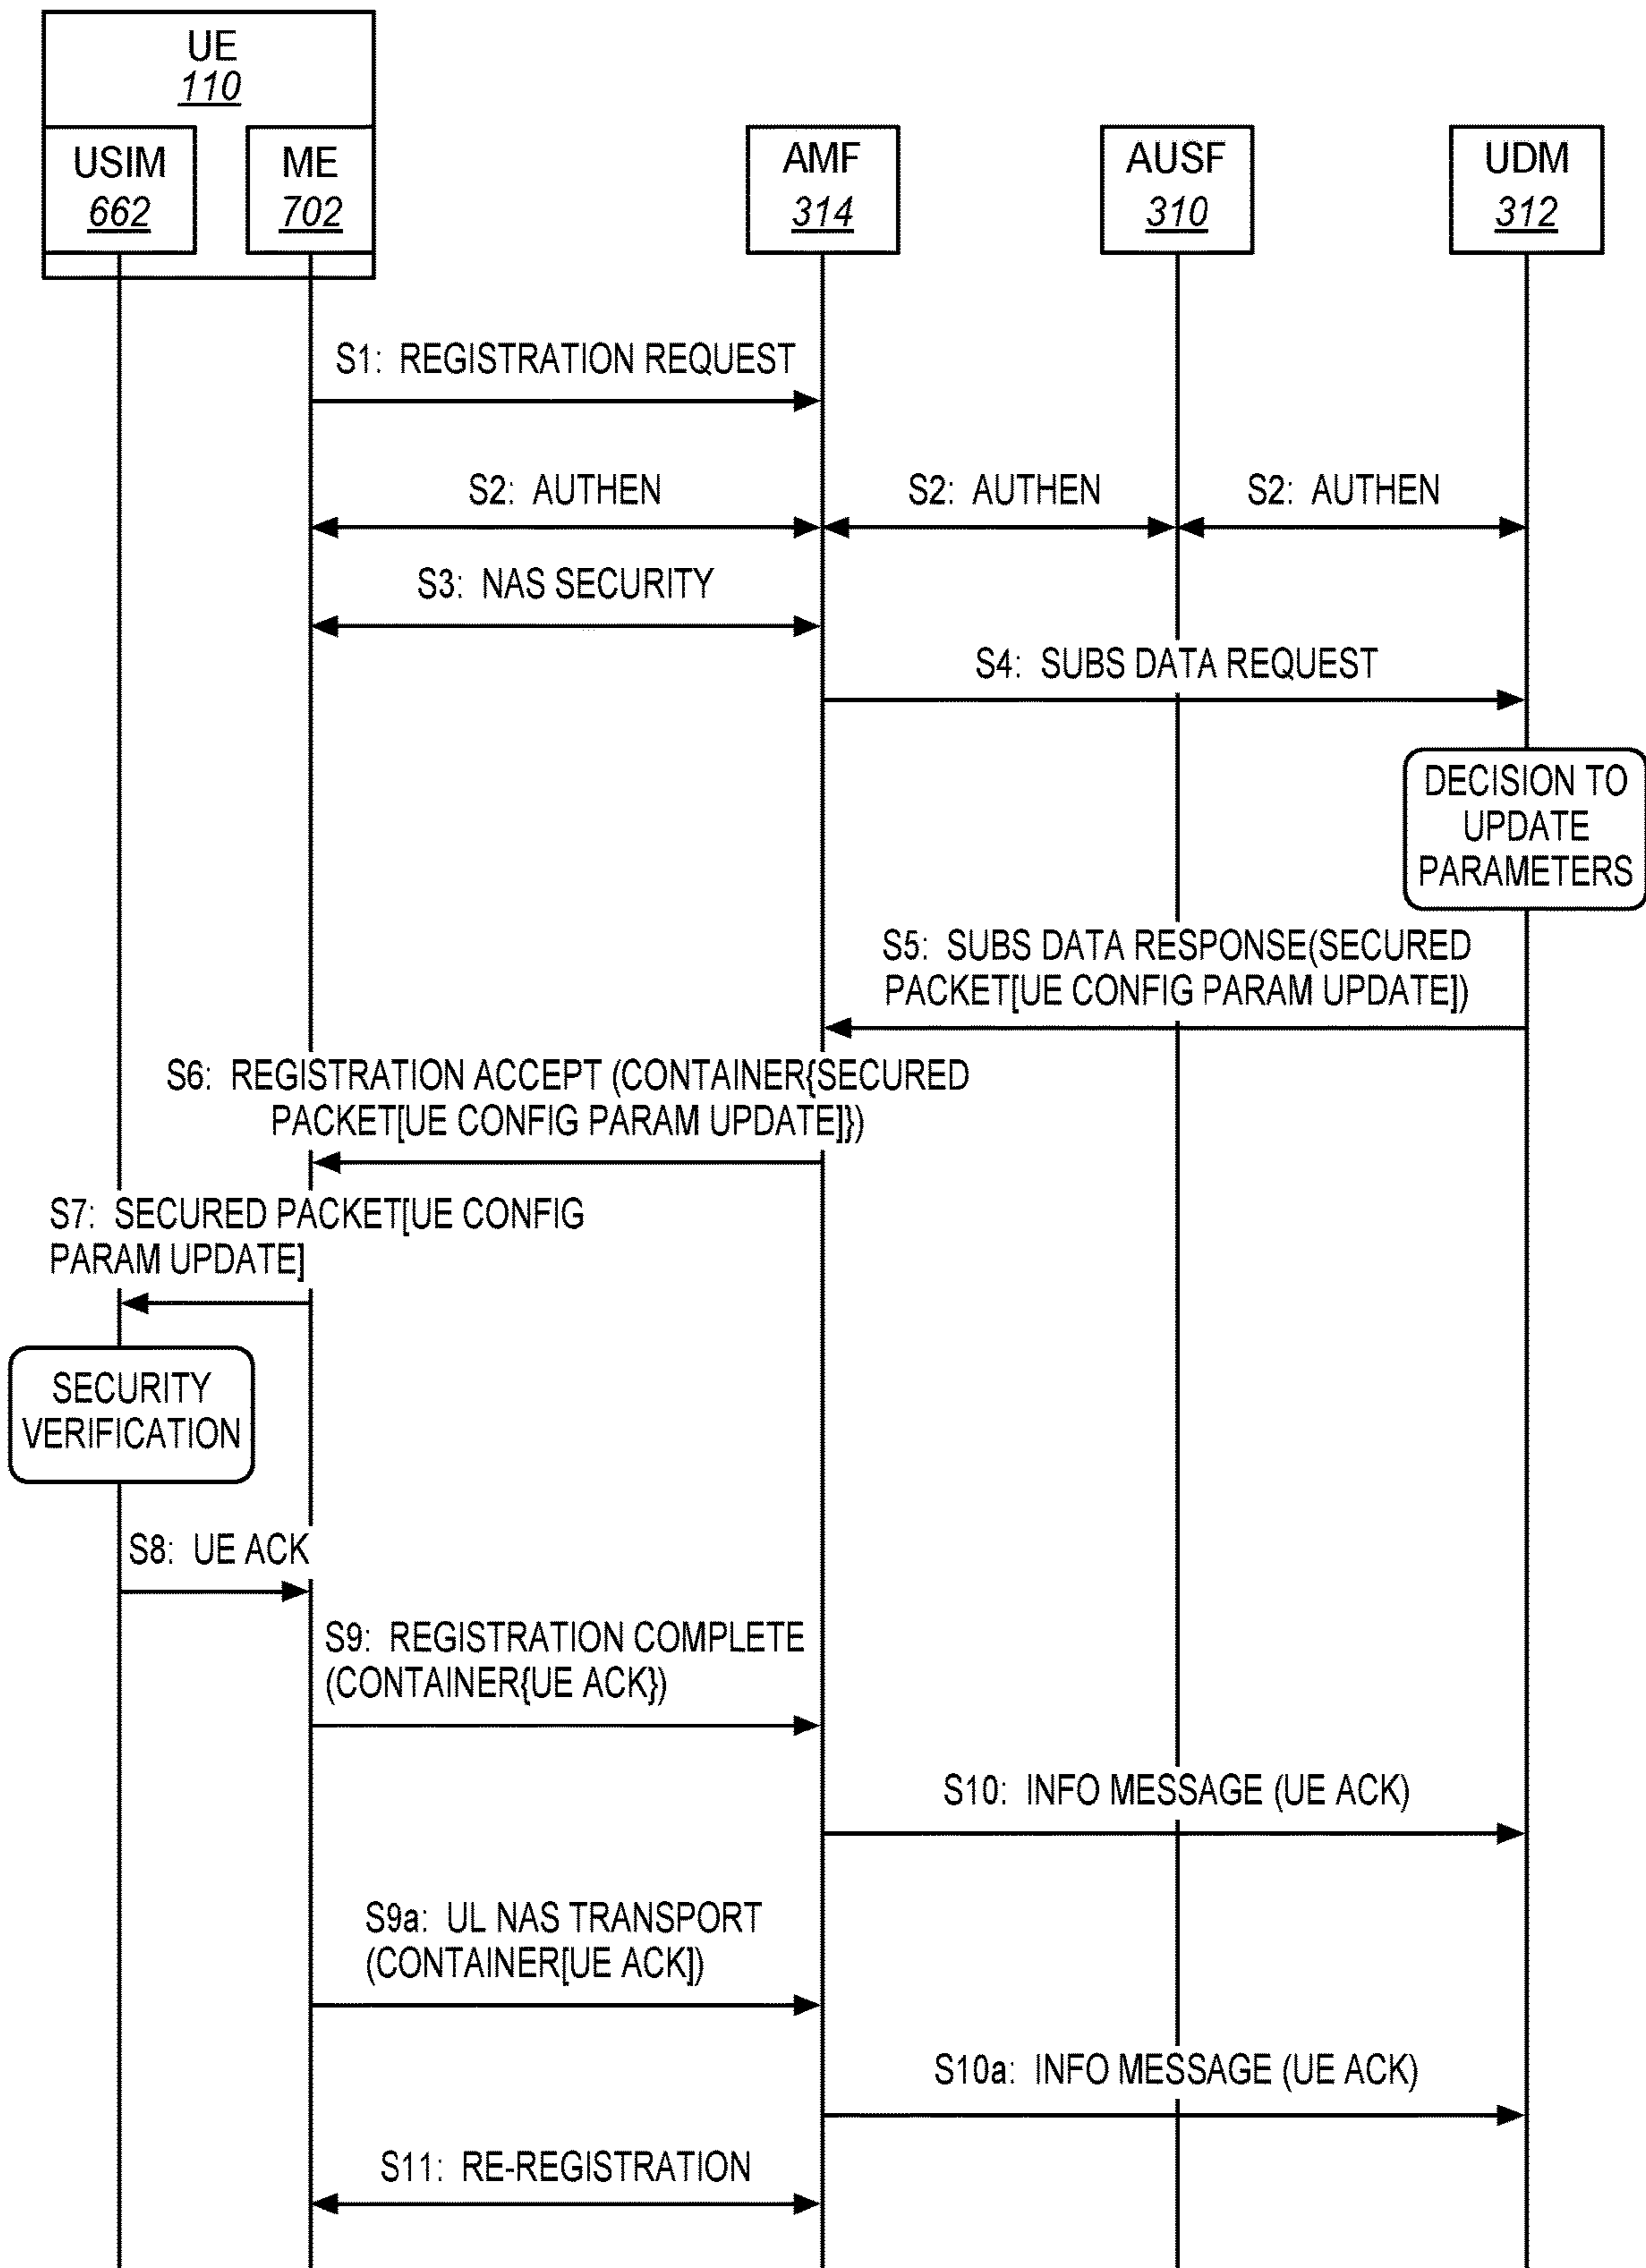 UE
110
USIM
662
ME
702
AMF
314
AUSF
310
UDM
312
S1: REGISTRATION REQUEST
S2: AUTHEN
S2: AUTHEN
S2: AUTHEN
S3: NAS SECURITY
S4: SUBS DATA REQUEST
DECISION TO
UPDATE
PARAMETERS
S5: SUBS DATA RESPONSE(SECURED
PACKET[UE CONFIG PARAM UPDATE])
S6: REGISTRATION ACCEPT (CONTAINER{SECURED
PACKET[UE CONFIG PARAM UPDATE]})
S7: SECURED PACKET[UE CONFIG
PARAM UPDATE]
SECURITY
VERIFICATION
S8: UE ACK
S9: REGISTRATION COMPLETE
(CONTAINER{UE ACK})
S10: INFO MESSAGE (UE ACK)
S9a: UL NAS TRANSPORT
(CONTAINER[UE ACK])
S10a: INFO MESSAGE (UE ACK)
S11: RE-REGISTRATION